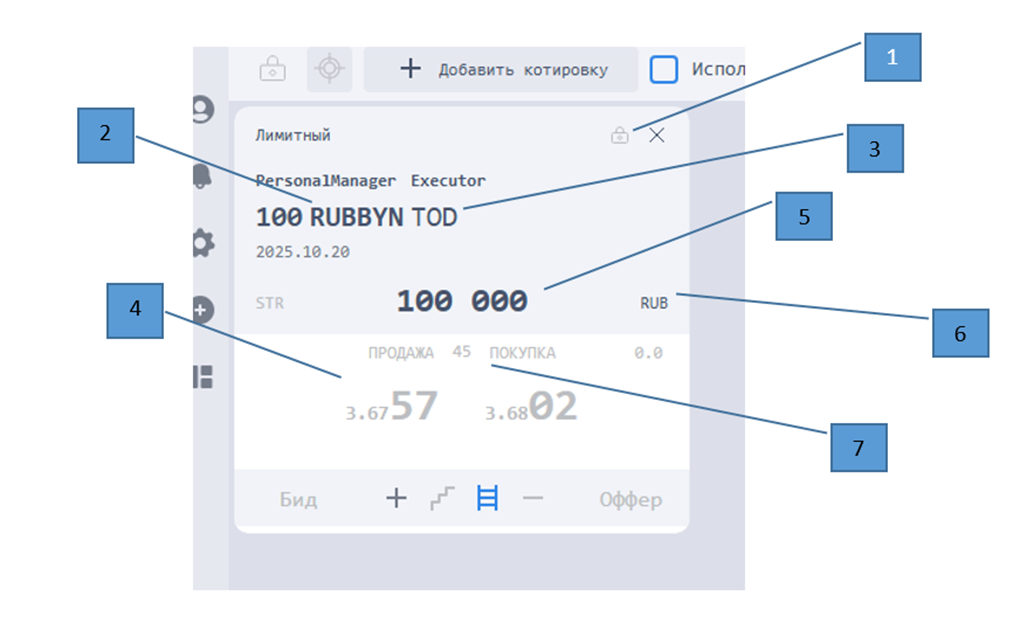 1
+ Добавить котировку
Испол
2
Лимитный
3
PersonalManager Executor
100 RUBBYN TOD
5
2025.10.20
4
STR 100 000 RUB
6
ПРОДАЖА 45 ПОКУПКА 0.0
3.6757 3.6802
7
Бид + − Оффер